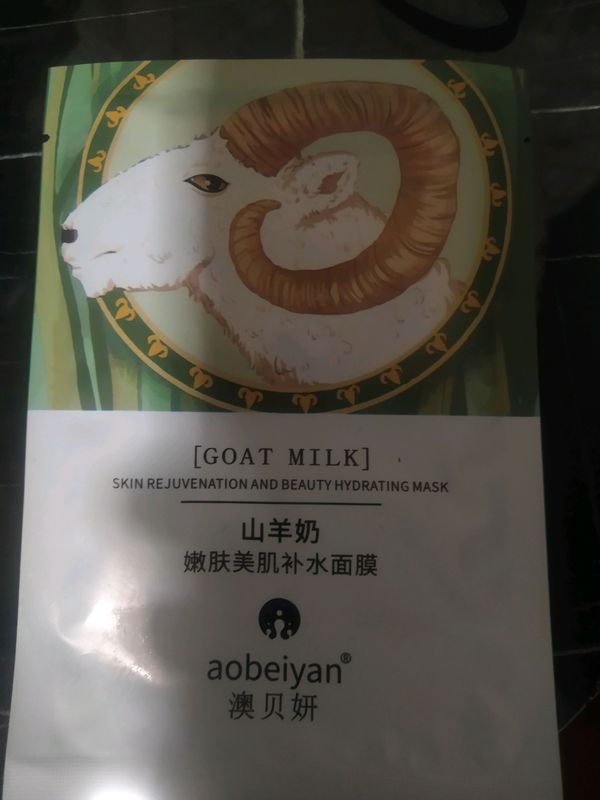 [GOAT MILK]
SKIN REJUVENATION AND BEAUTY HYDRATING MASK
山羊奶
嫩肤美肌补水面膜
aobeiyan®
澳贝妍